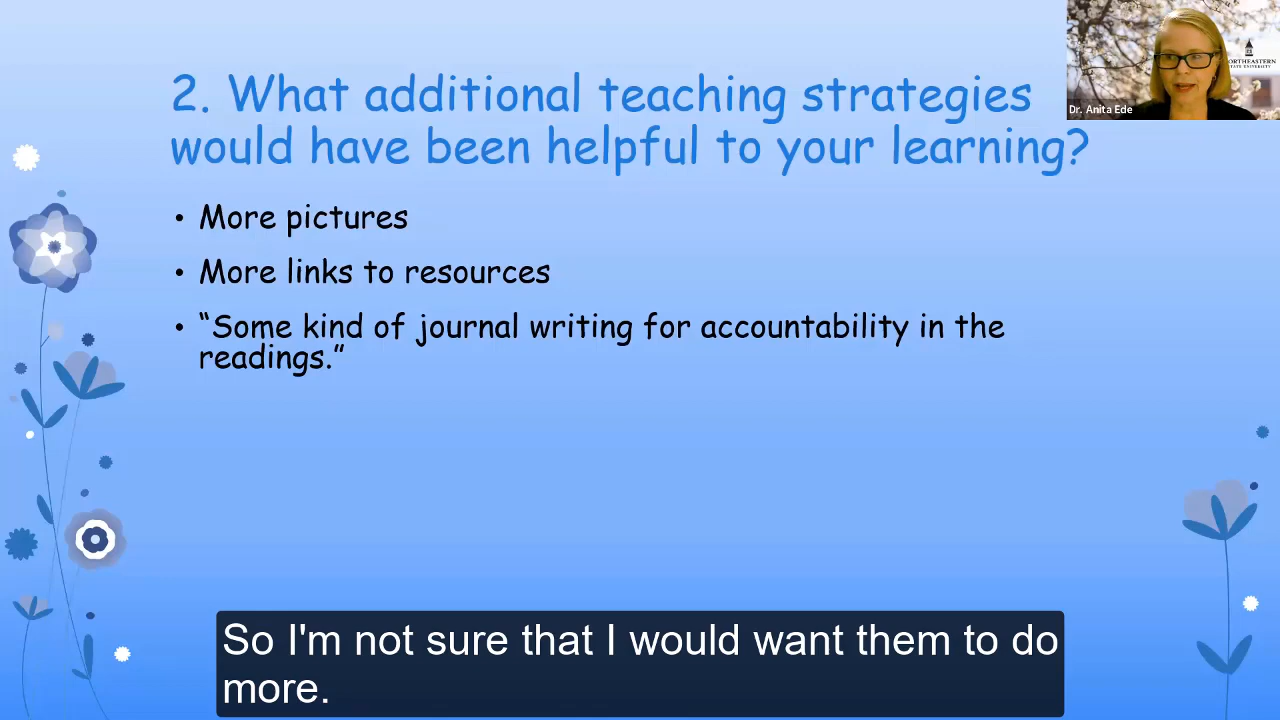 2. What additional teaching strategies
would have been helpful to your learning?
• More pictures
• More links to resources
• “Some kind of journal writing for accountability in the
readings.”
Dr. Anita Ede
So I'm not sure that I would want them to do
more.